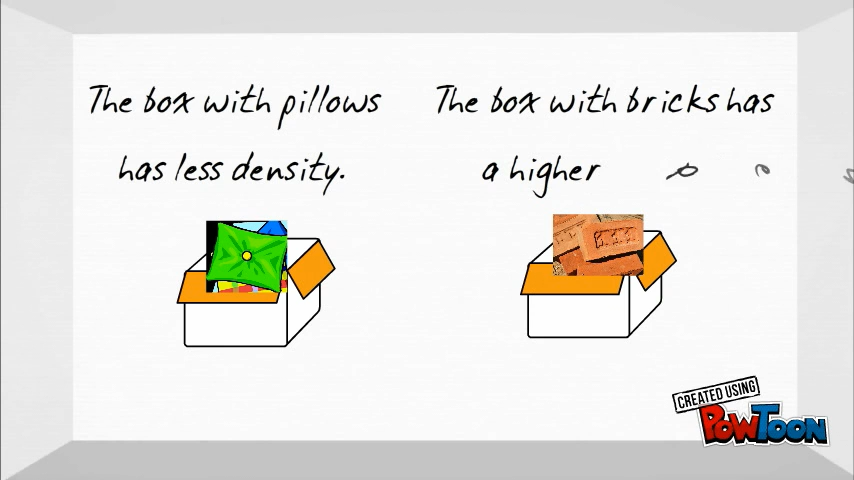 The box with pillows
has less density.
The box with bricks has
a higher
CREATED USING
POWTOON